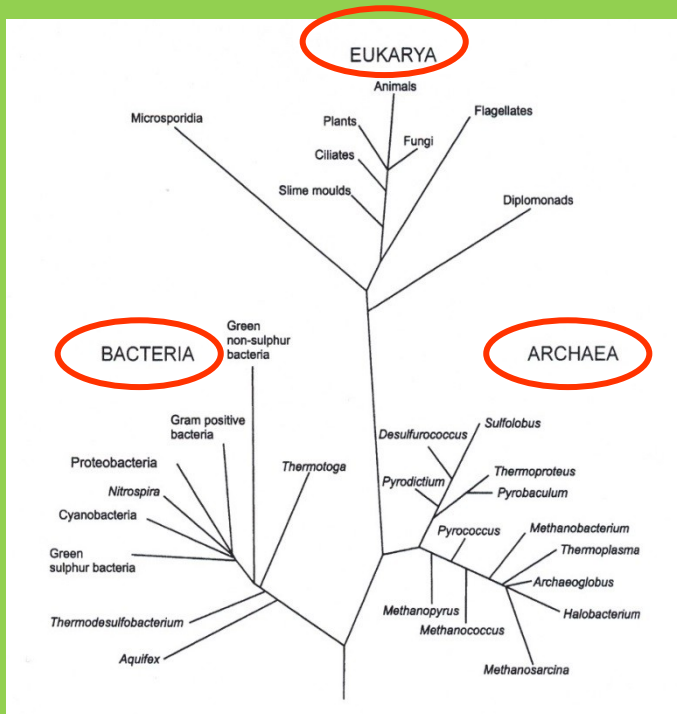 EUKARYA
Animals
Microsporidia
Plants
Flagellates
Fungi
Ciliates
Slime moulds
Diplomonads
BACTERIA
Green
non-sulphur
bacteria
ARCHAEA
Gram positive
bacteria
Sulfolobus
Desulfurococcus
Proteobacteria
Thermotoga
Thermoproteus
Pyrodictium
Nitrospira
Pyrobaculum
Cyanobacteria
Pyrococcus
Methanobacterium
Green
sulphur bacteria
Thermoplasma
Archaeoglobus
Methanopyrus
Halobacterium
Thermodesulfobacterium
Methanococcus
Aquifex
Methanosarcina